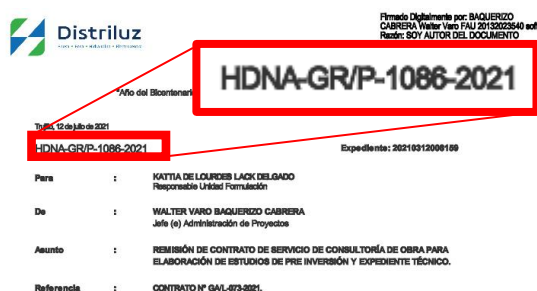 Distriluz
Firmado Digitalmente por: BAQUERIZO
CABRERA Walter Varo FAU 20132023540 soft
Razón: SOY AUTOR DEL DOCUMENTO
HDNA-GR/P-1086-2021
"Año del Bicentenario
Trujillo, 12 de julio de 2021
HDNA-GR/P-1086-2021
Expediente: 20210312006159
Para : KATTIA DE LOURDES LACK DELGADO
Responsable Unidad Formulación
De : WALTER VARO BAQUERIZO CABRERA
Jefe (e) Administración de Proyectos
Asunto : REMISIÓN DE CONTRATO DE SERVICIO DE CONSULTORÍA DE OBRA PARA
ELABORACIÓN DE ESTUDIOS DE PRE INVERSIÓN Y EXPEDIENTE TÉCNICO.
Referencia : CONTRATO N° GA/L-073-2021.